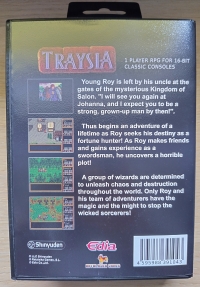 TRAYSIA
1 PLAYER RPG FOR 16-BIT
CLASSIC CONSOLES
Young Roy is left by his uncle at the
gates of the mysterious Kingdom of
Salon. "I will see you again at
Johanna, and I expect you to be a
strong, grown-up man by then!".
Thus begins an adventure of a
lifetime as Roy seeks his destiny as a
fortune hunter! As Roy makes friends
and gains experience as a
swordsman, he uncovers a horrible
plot!
A group of wizards are determined
to unleash chaos and destruction
throughout the world. Only Roy and
his team of adventurers have the
magic and the might to stop the
wicked sorcerers!
Shinyuden
edia